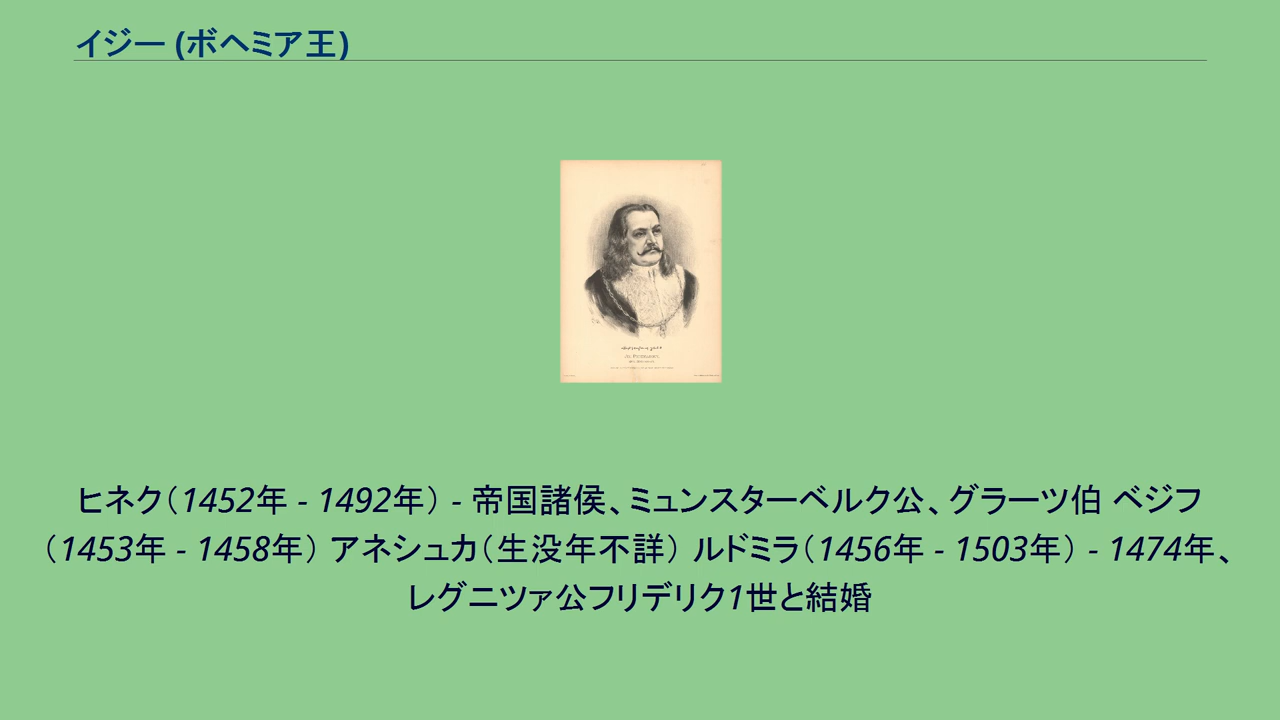 イジー (ボヘミア王)
ヒネク（1452年 - 1492年） - 帝国諸侯、ミュンスターベルク公、グラーツ伯 ベジフ
（1453年 - 1458年） アネシュカ（生没年不詳） ルドミラ（1456年 - 1503年） - 1474年、
レグニツァ公フリデリク1世と結婚